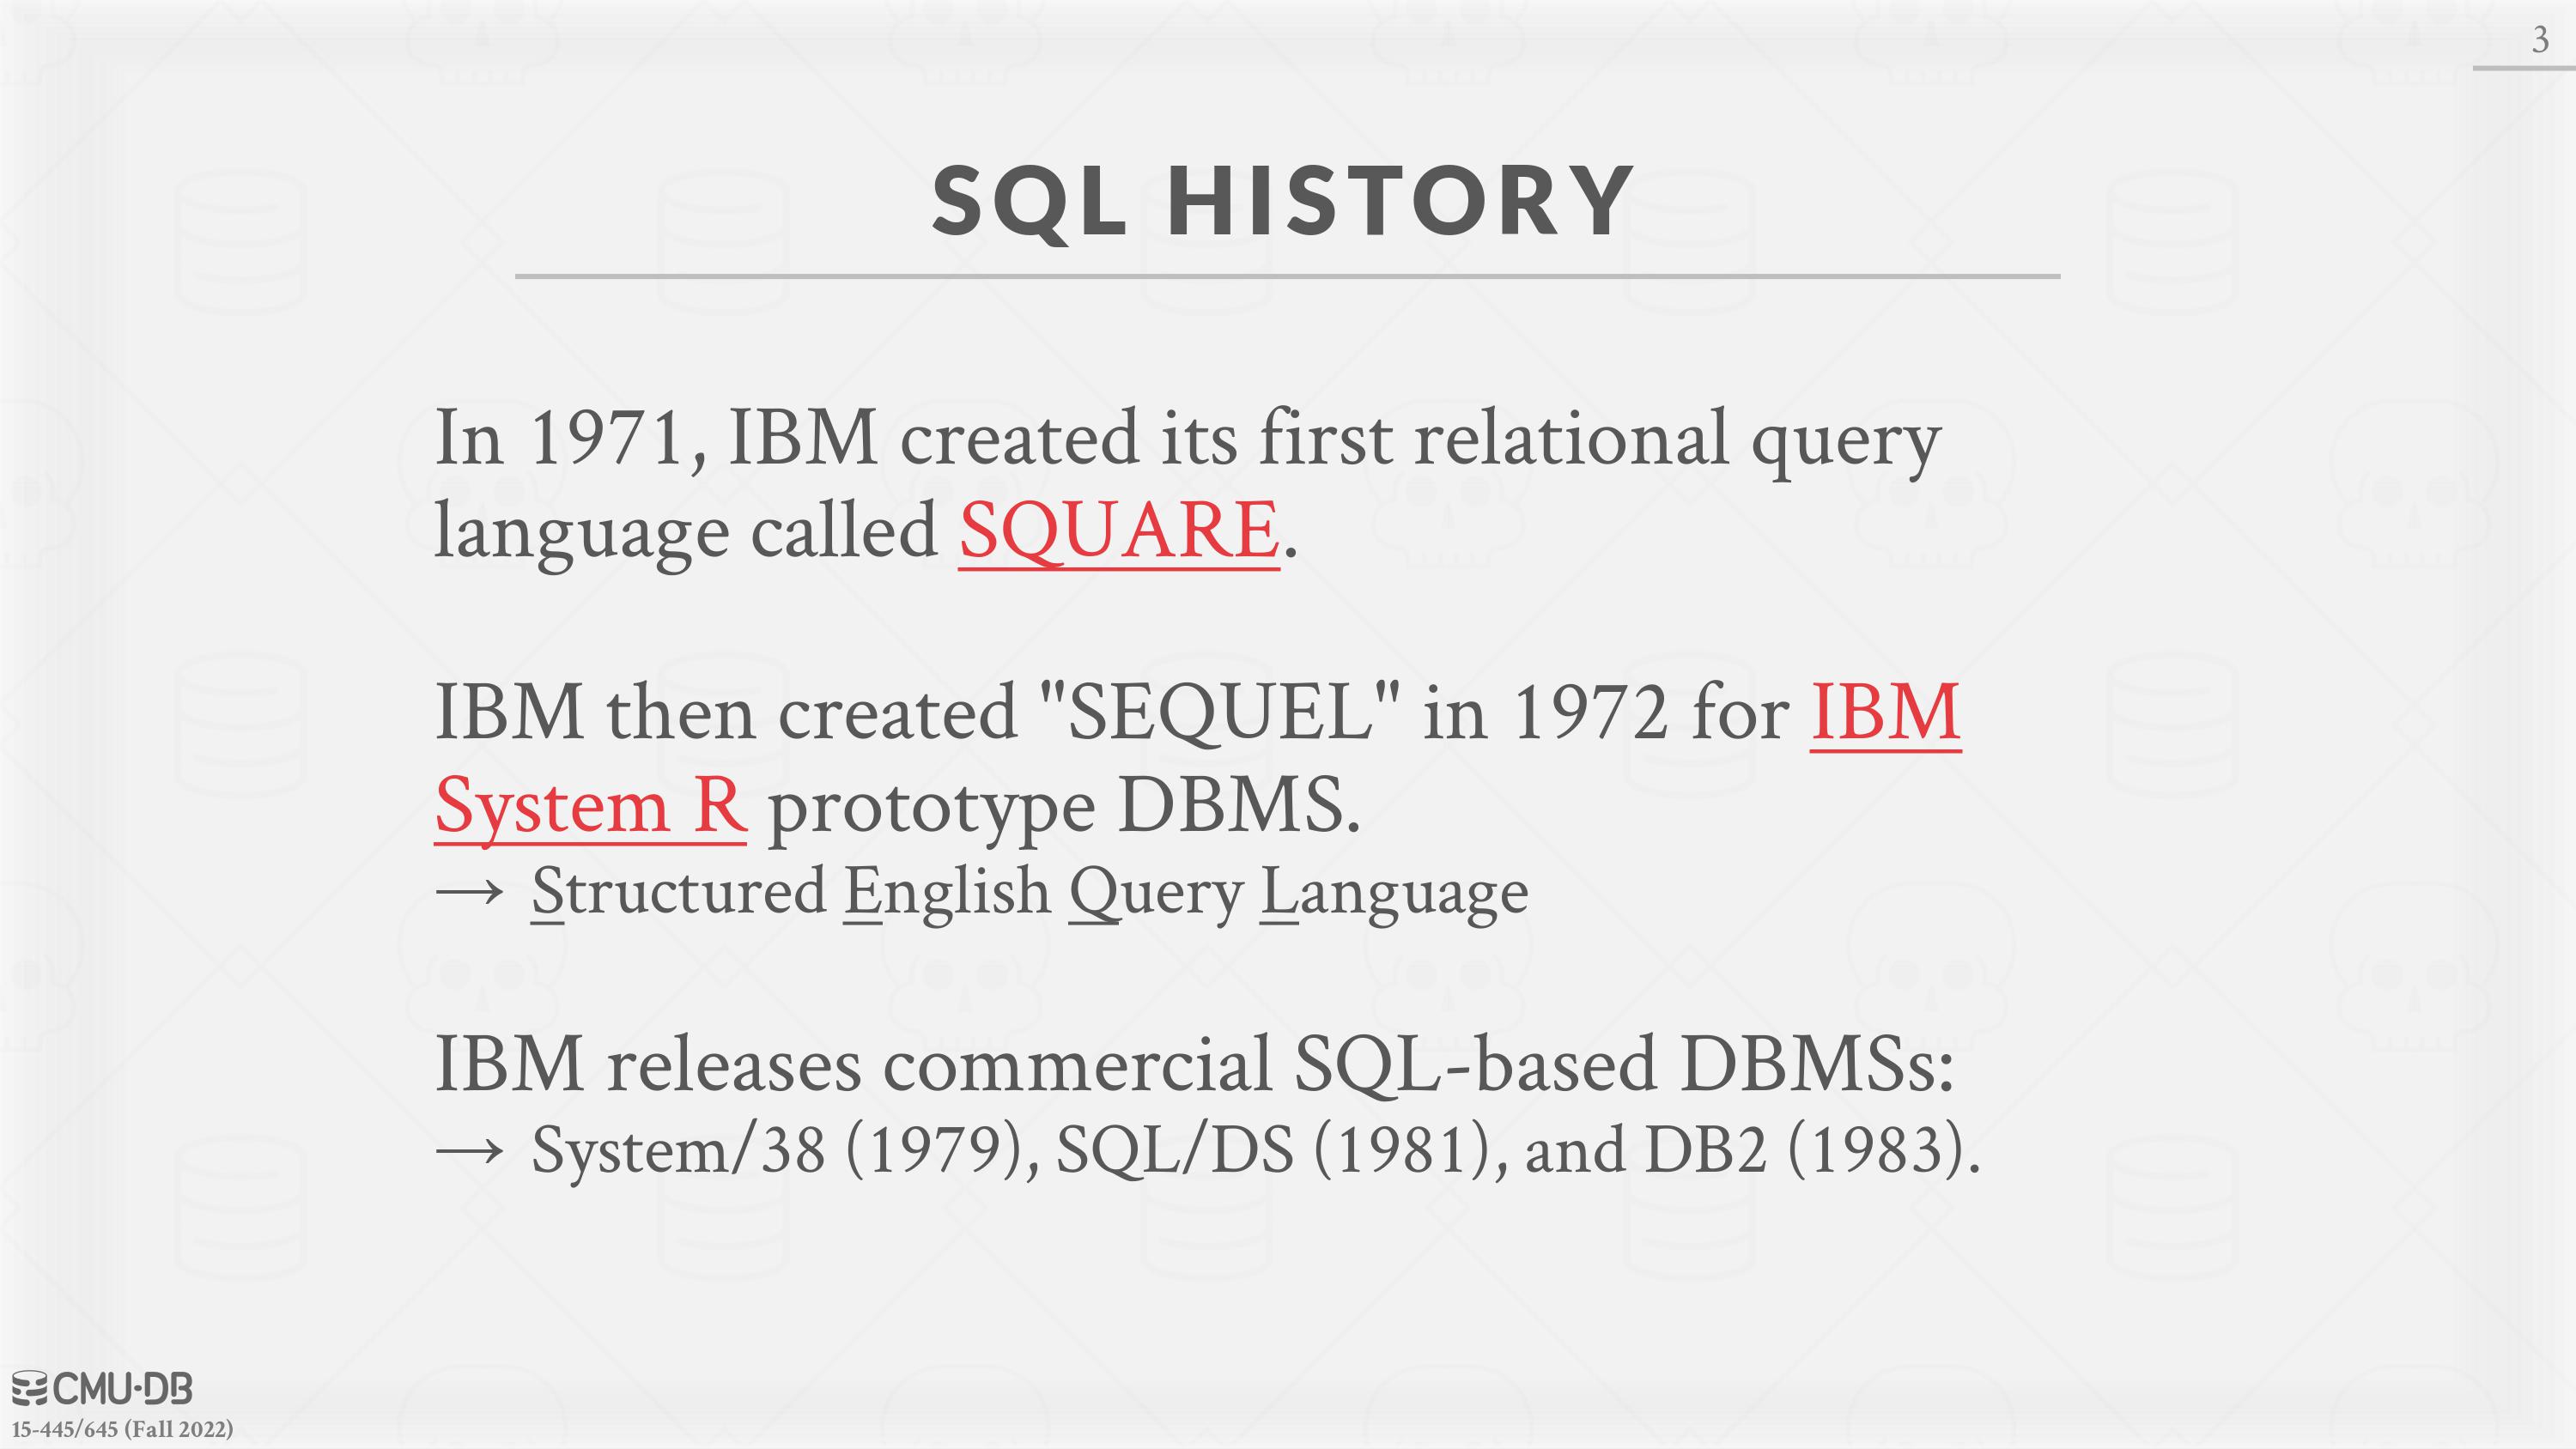 3
SQL HISTORY
In 1971, IBM created its first relational query
language called SQUARE.
IBM then created "SEQUEL" in 1972 for IBM
System R prototype DBMS.
→ Structured English Query Language
IBM releases commercial SQL-based DBMSs:
→ System/38 (1979), SQL/DS (1981), and DB2 (1983).
CMU·DB
15-445/645 (Fall 2022)